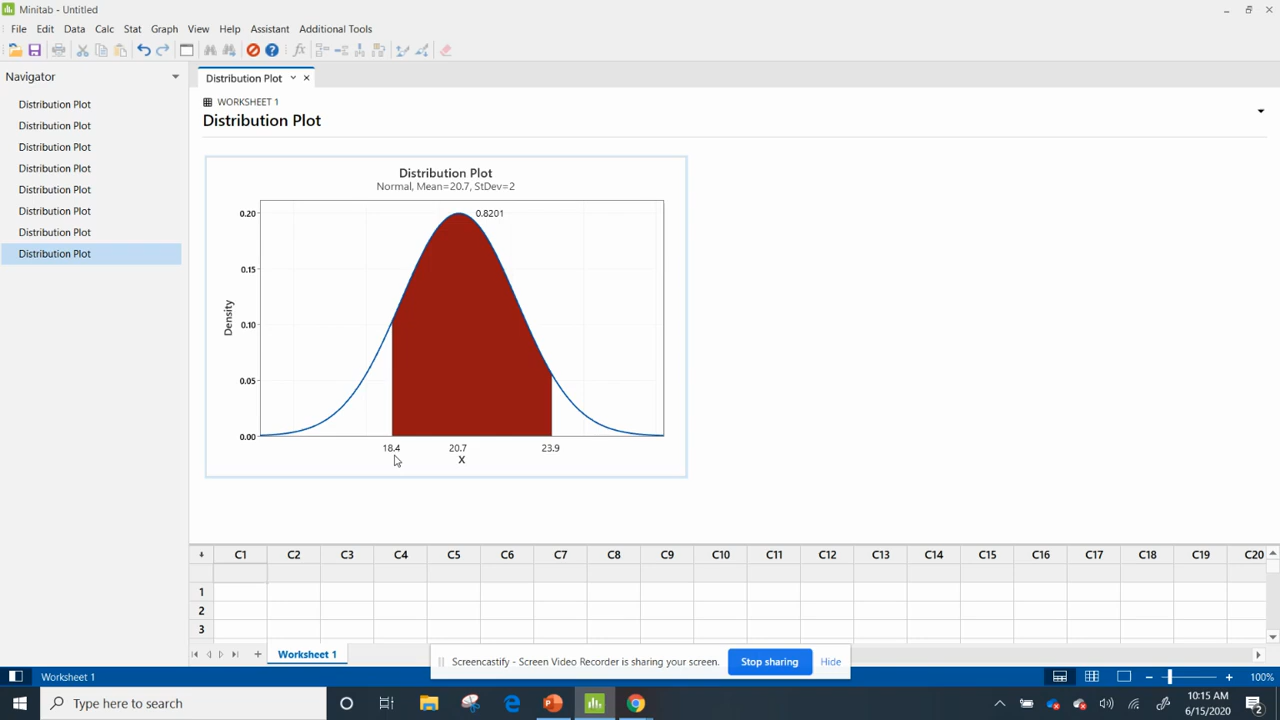 Minitab - Untitled
File Edit Data Calc Stat Graph View Help Assistant Additional Tools
Navigator
Distribution Plot
Distribution Plot
Distribution Plot
Distribution Plot
Distribution Plot
Distribution Plot
Distribution Plot
Distribution Plot
Distribution Plot
WORKSHEET 1
Distribution Plot
Distribution Plot
Normal, Mean=20.7, StDev=2
0.20
0.8201
0.15
0.10
0.05
0.00
Density
18.4 20.7 23.9
X
C1 C2 C3 C4 C5 C6 C7 C8 C9 C10 C11 C12 C13 C14 C15 C16 C17 C18 C19 C20
1
2
3
Worksheet 1
Screencastify - Screen Video Recorder is sharing your screen. Stop sharing Hide
Worksheet 1
100%
Type here to search
10:15 AM
6/15/2020
2